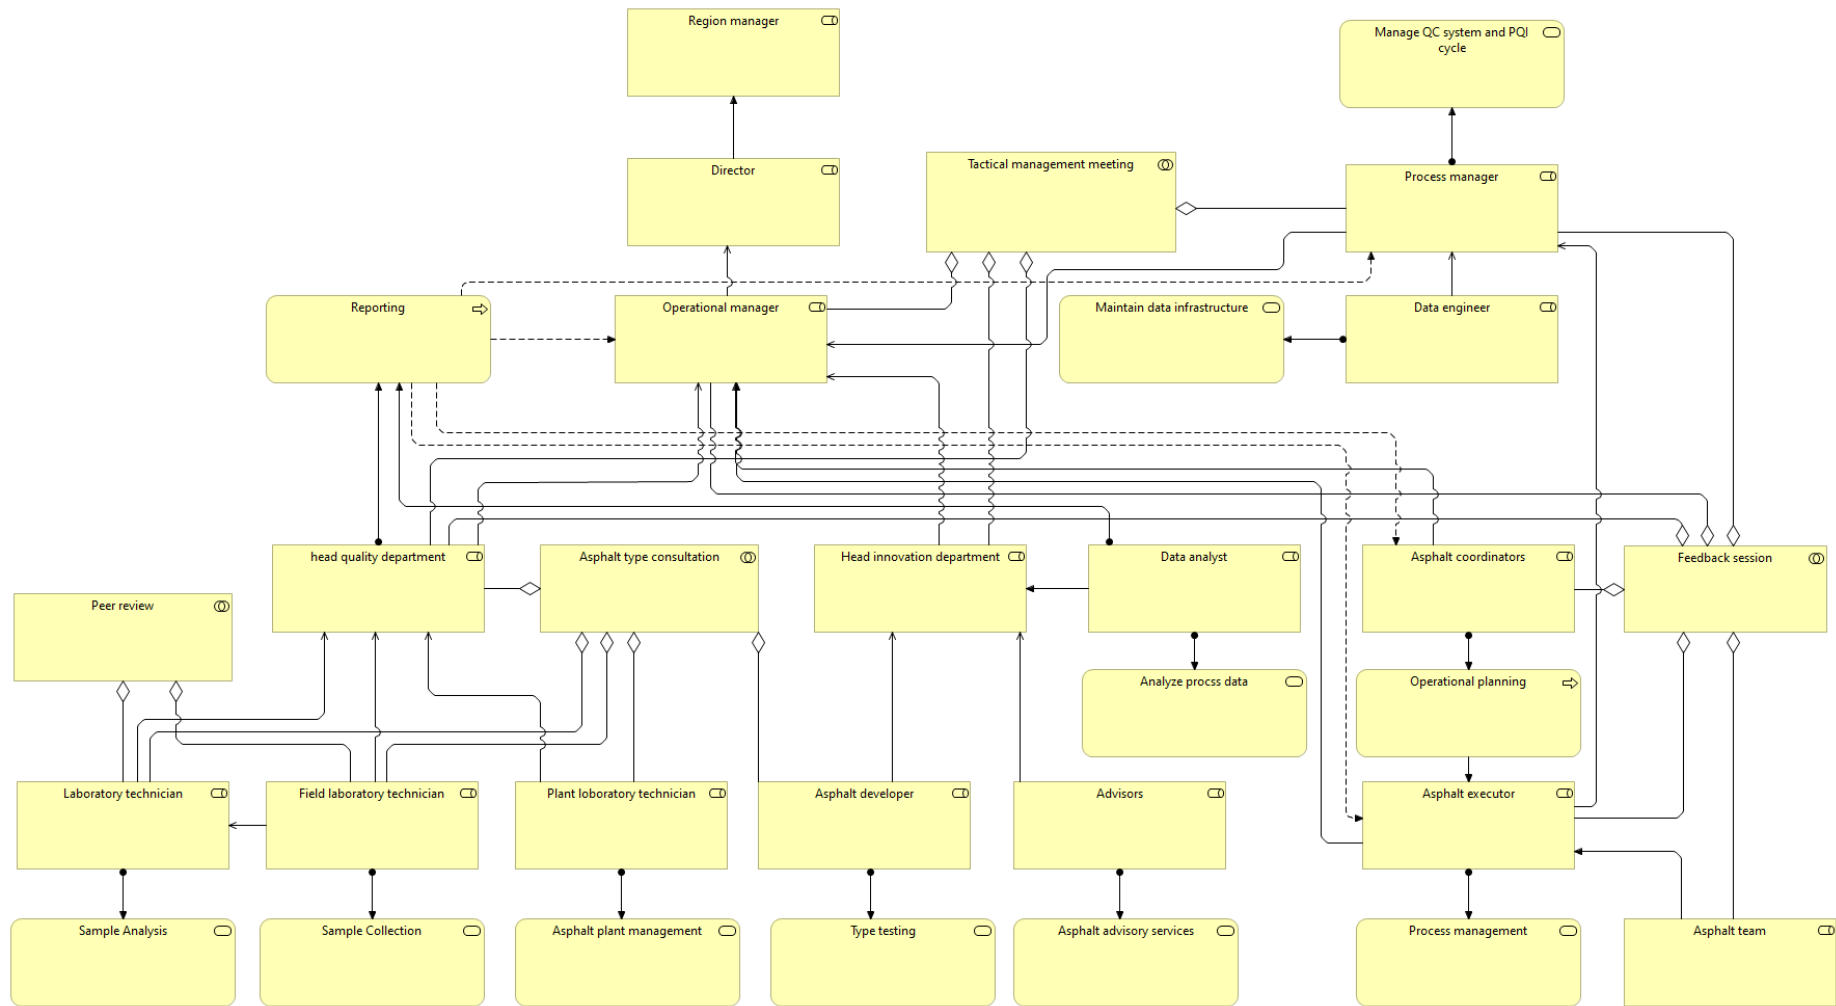 Region manager
Manage QC system and PQI
cycle
Director
Tactical management meeting
Process manager
Reporting
Operational manager
Maintain data infrastructure
Data engineer
head quality department
Asphalt type consultation
Head innovation department
Data analyst
Asphalt coordinators
Feedback session
Peer review
Analyze procss data
Operational planning
Laboratory technician
Field laboratory technician
Plant loboratory technician
Asphalt developer
Advisors
Asphalt executor
Sample Analysis
Sample Collection
Asphalt plant management
Type testing
Asphalt advisory services
Process management
Asphalt team